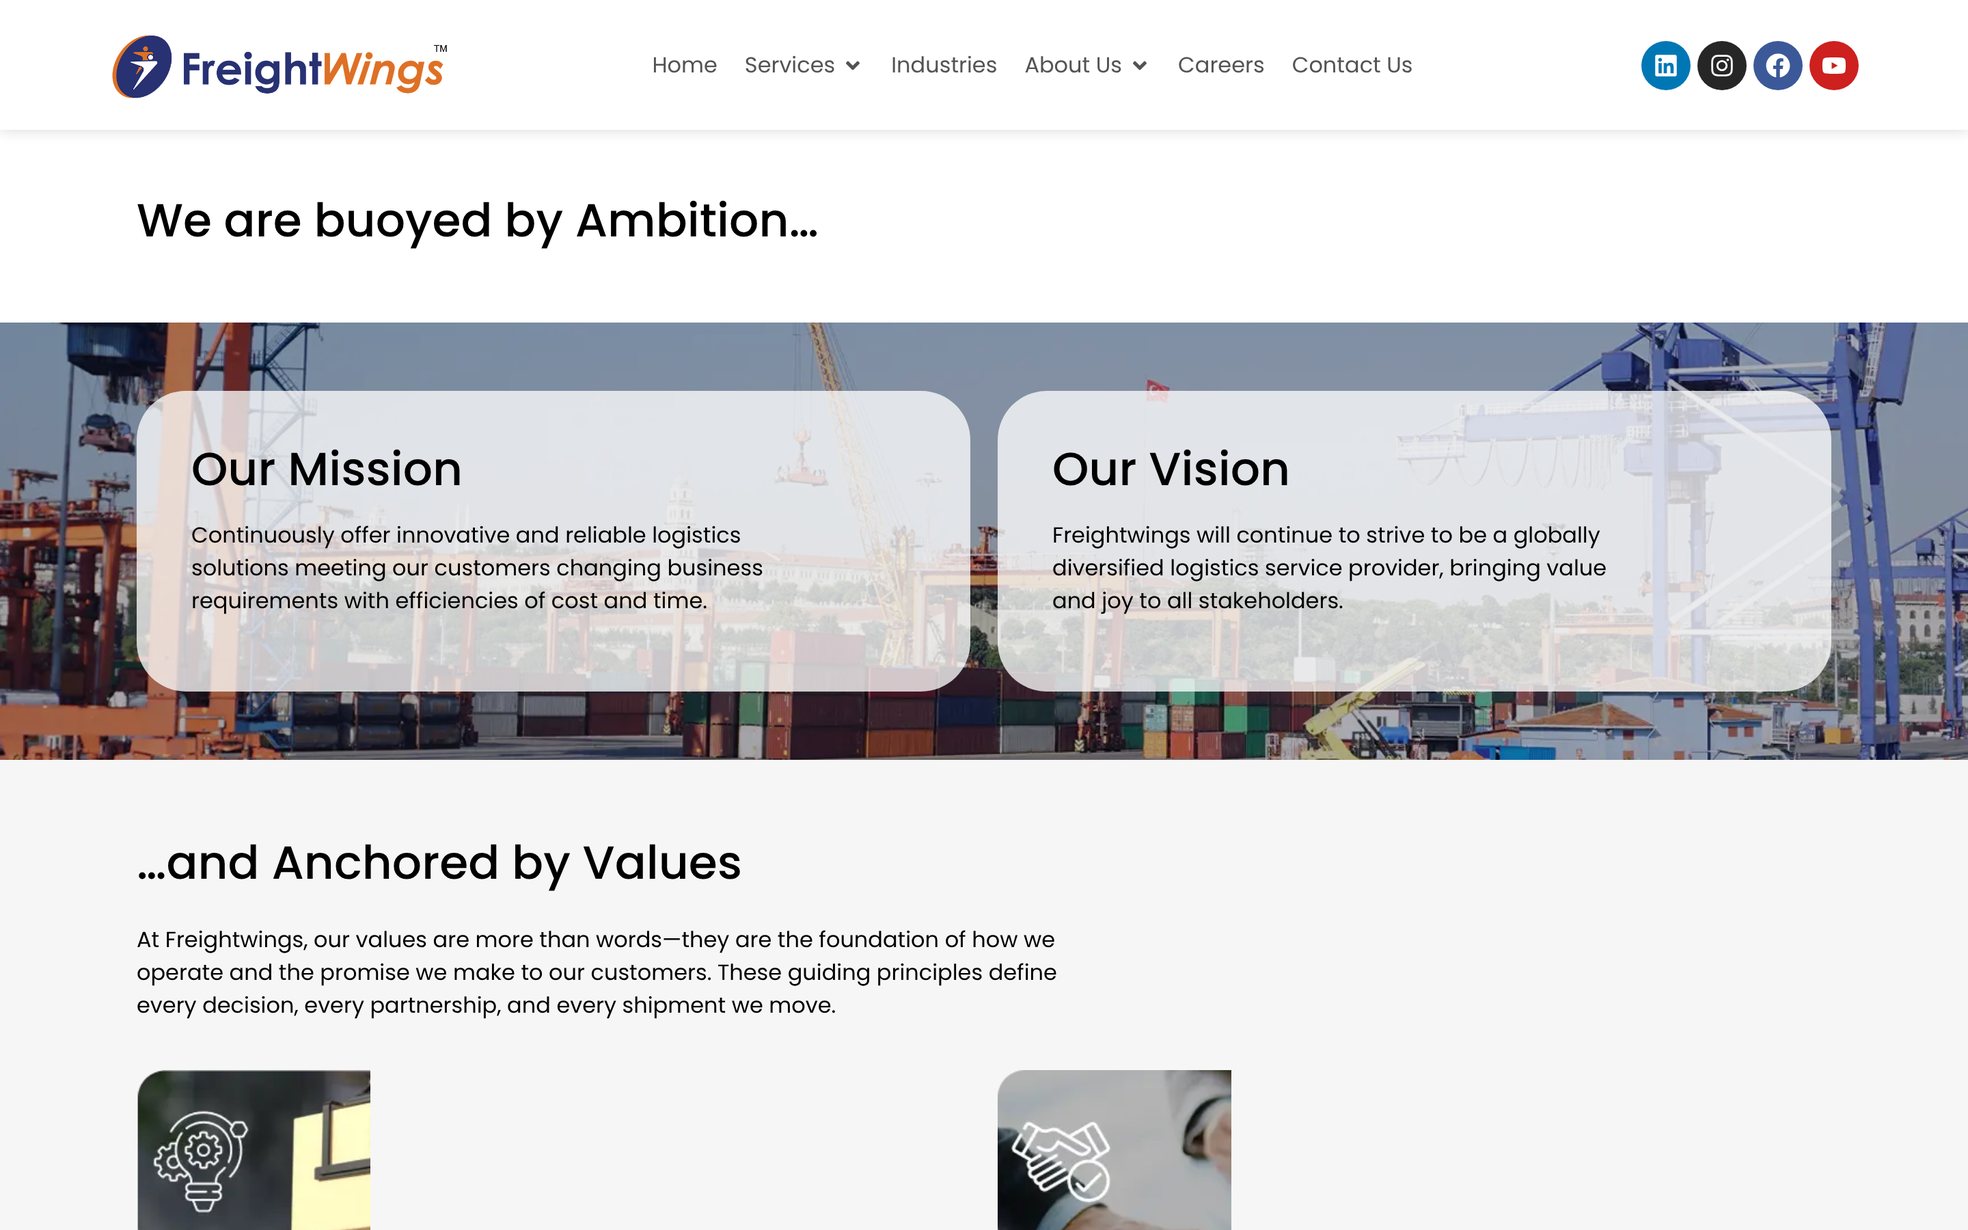 FreightWings™
Home Services Industries About Us Careers Contact Us
We are buoyed by Ambition...
Our Mission
Continuously offer innovative and reliable logistics
solutions meeting our customers changing business
requirements with efficiencies of cost and time.
Our Vision
Freightwings will continue to strive to be a globally
diversified logistics service provider, bringing value
and joy to all stakeholders.
...and Anchored by Values
At Freightwings, our values are more than words—they are the foundation of how we
operate and the promise we make to our customers. These guiding principles define
every decision, every partnership, and every shipment we move.